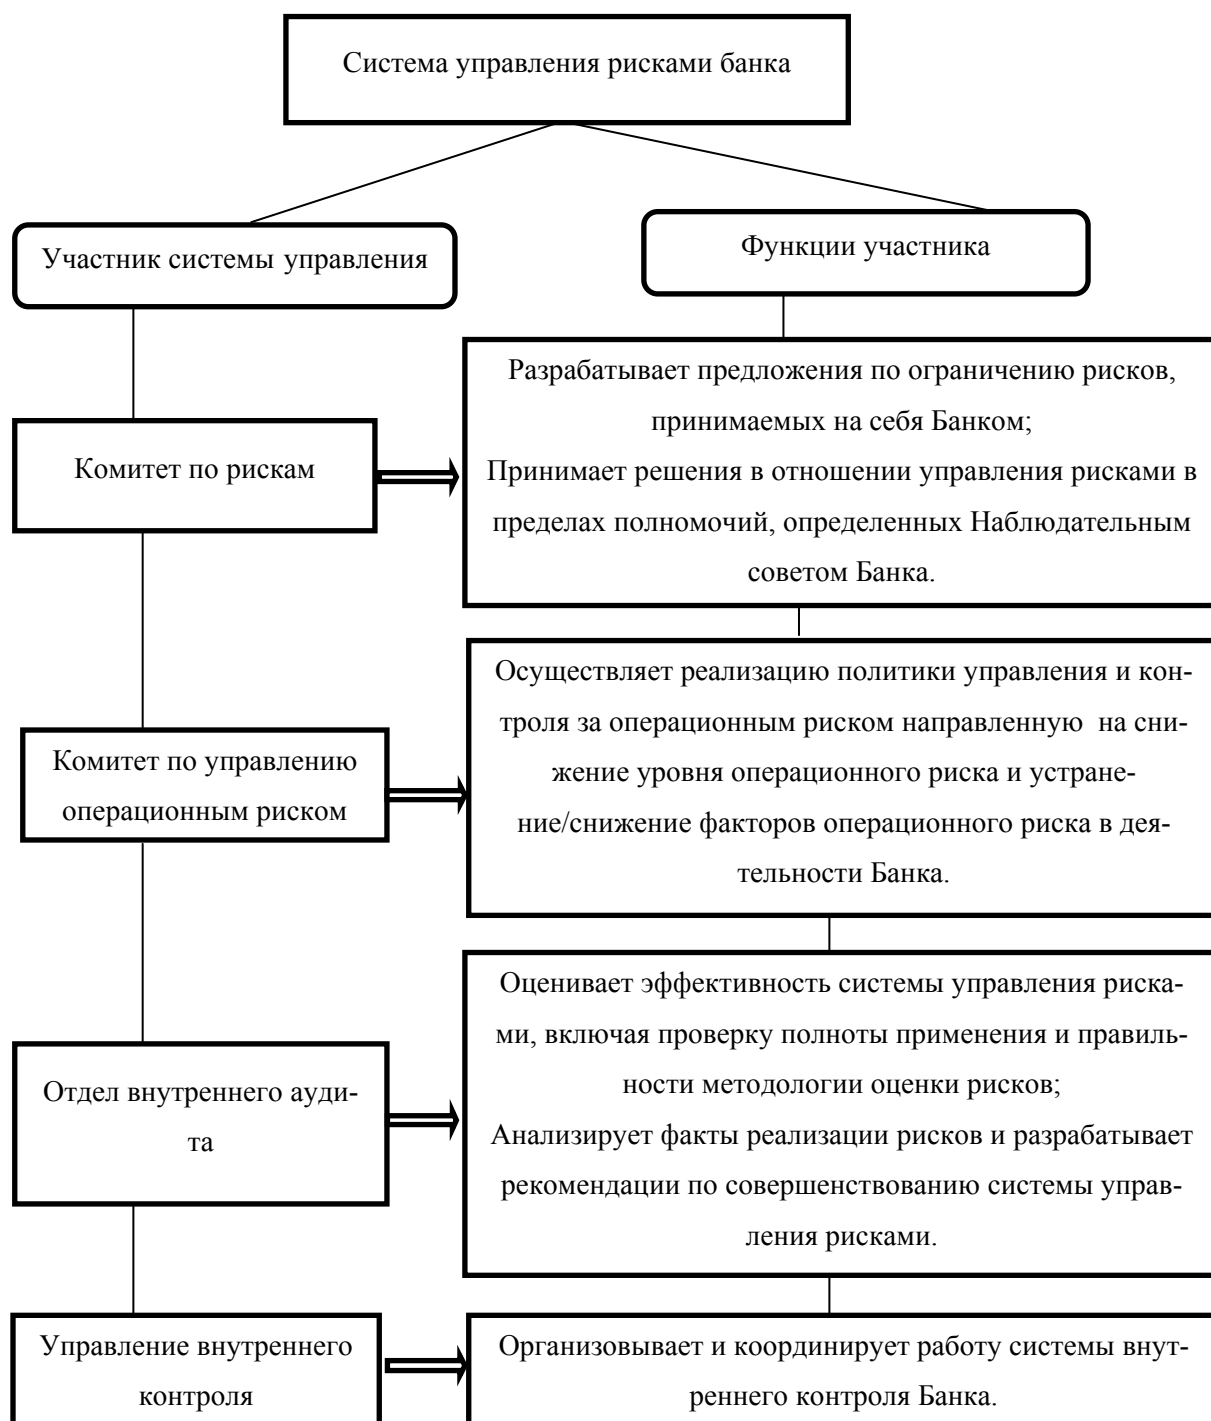 Система управления рисками банка
Участник системы управления
Функции участника
Комитет по рискам
Разрабатывает предложения по ограничению рисков,
принимаемых на себя Банком;
Принимает решения в отношении управления рисками в
пределах полномочий, определенных Наблюдательным
советом Банка.
Комитет по управлению
операционным риском
Осуществляет реализацию политики управления и кон-
троля за операционным риском направленную  на сни-
жение уровня операционного риска и устране-
ние/снижение факторов операционного риска в дея-
тельности Банка.
Отдел внутреннего ауди-
та
Оценивает эффективность системы управления риска-
ми, включая проверку полноты применения и правиль-
ности методологии оценки рисков;
Анализирует факты реализации рисков и разрабатывает
рекомендации по совершенствованию системы управ-
ления рисками.
Управление внутреннего
контроля
Организовывает и координирует работу системы внут-
реннего контроля Банка.